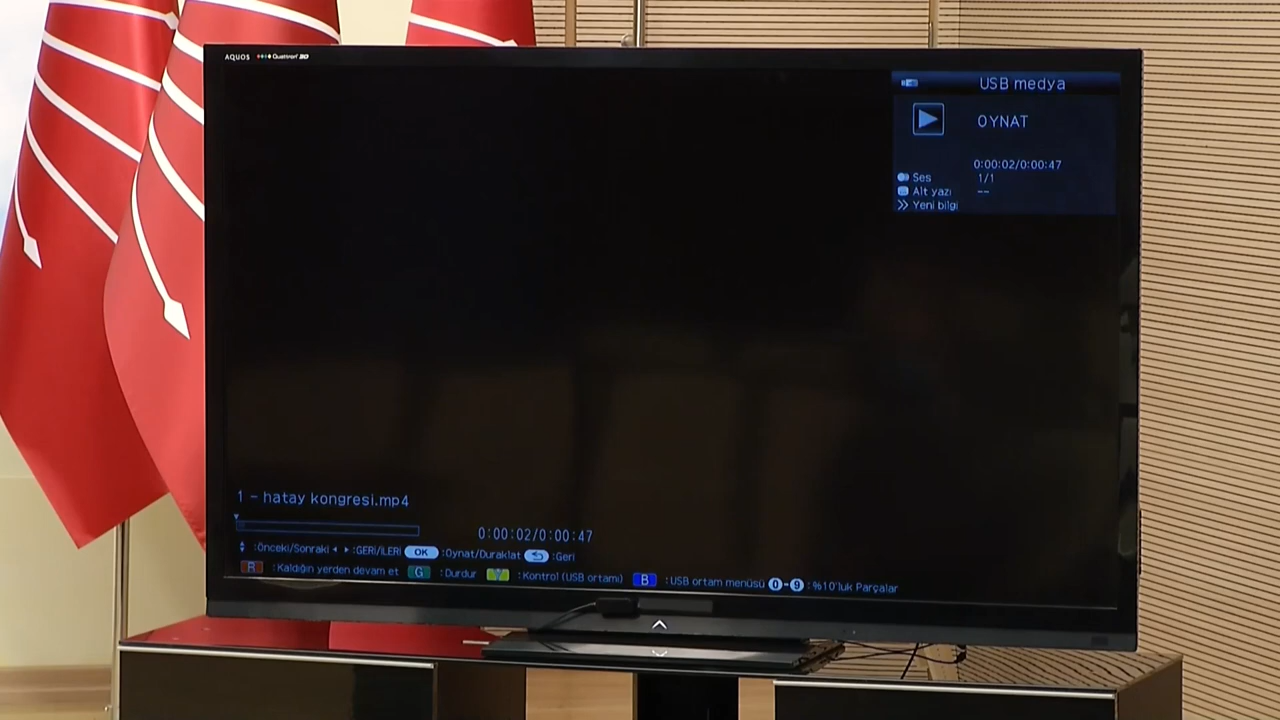 AQUOS Quattron 3D
USB medya
OYNAT
0:00:02/0:00:47
Ses 1/1
Alt yazı --
Yeni bilgi
1 - hatay kongresi.mp4
0:00:02/0:00:47
:Önceki/Sonraki :GERİ/İLERİ OK :Oynat/Duraklat :Geri
R :Kaldığın yerden devam et G :Durdur Y :Kontrol (USB ortamı) B :USB ortam menüsü 0 - 9 :%10'luk Parçalar